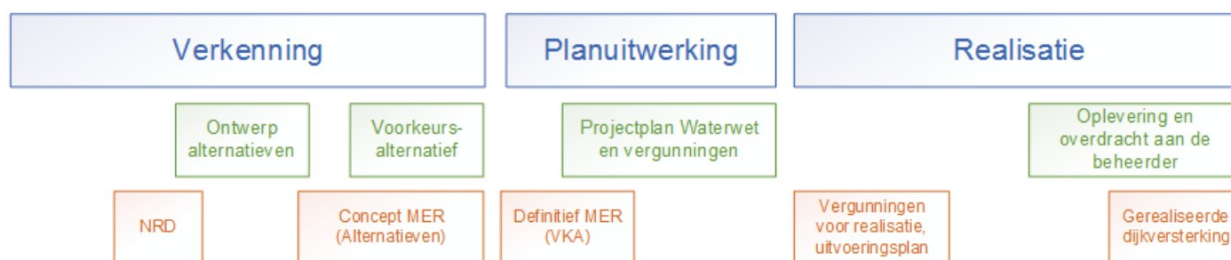 Verkenning
Planuitwerking
Realisatie
Ontwerp
alternatieven
Voorkeurs-
alternatief
Projectplan Waterwet
en vergunningen
Oplevering en
overdracht aan de
beheerder
NRD
Concept MER
(Alternatieven)
Definitief MER
(VKA)
Vergunningen
voor realisatie,
uitvoeringsplan
Gerealiseerde
dijkversterking